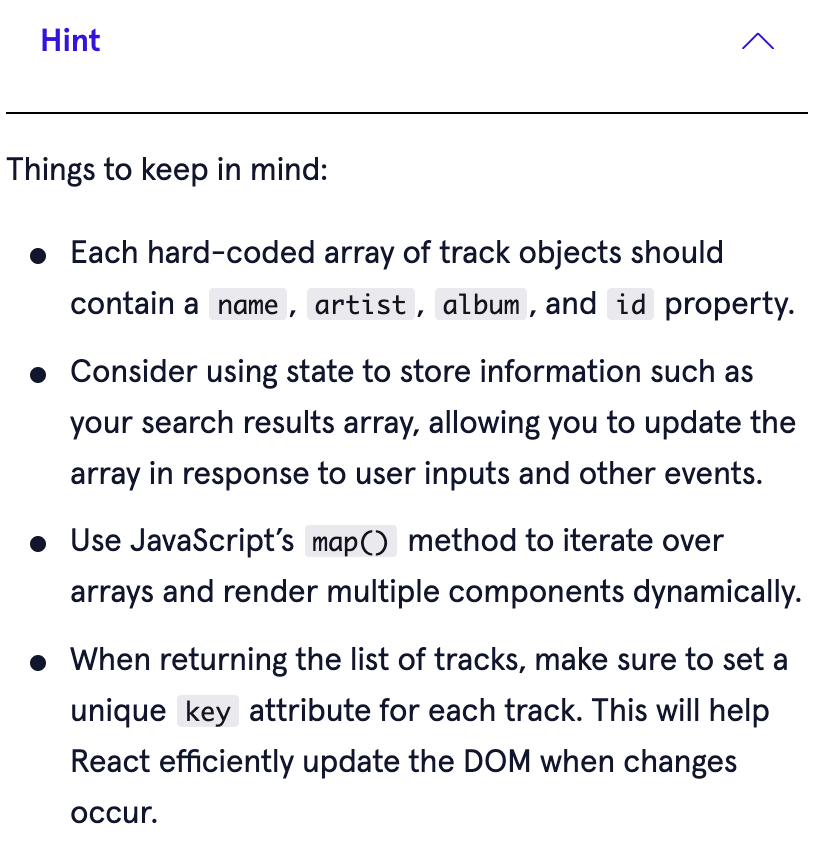 Hint
Things to keep in mind:
Each hard-coded array of track objects should
contain a name, artist, album, and id property.
Consider using state to store information such as
your search results array, allowing you to update the
array in response to user inputs and other events.
Use JavaScript’s map() method to iterate over
arrays and render multiple components dynamically.
When returning the list of tracks, make sure to set a
unique key attribute for each track. This will help
React efficiently update the DOM when changes
occur.